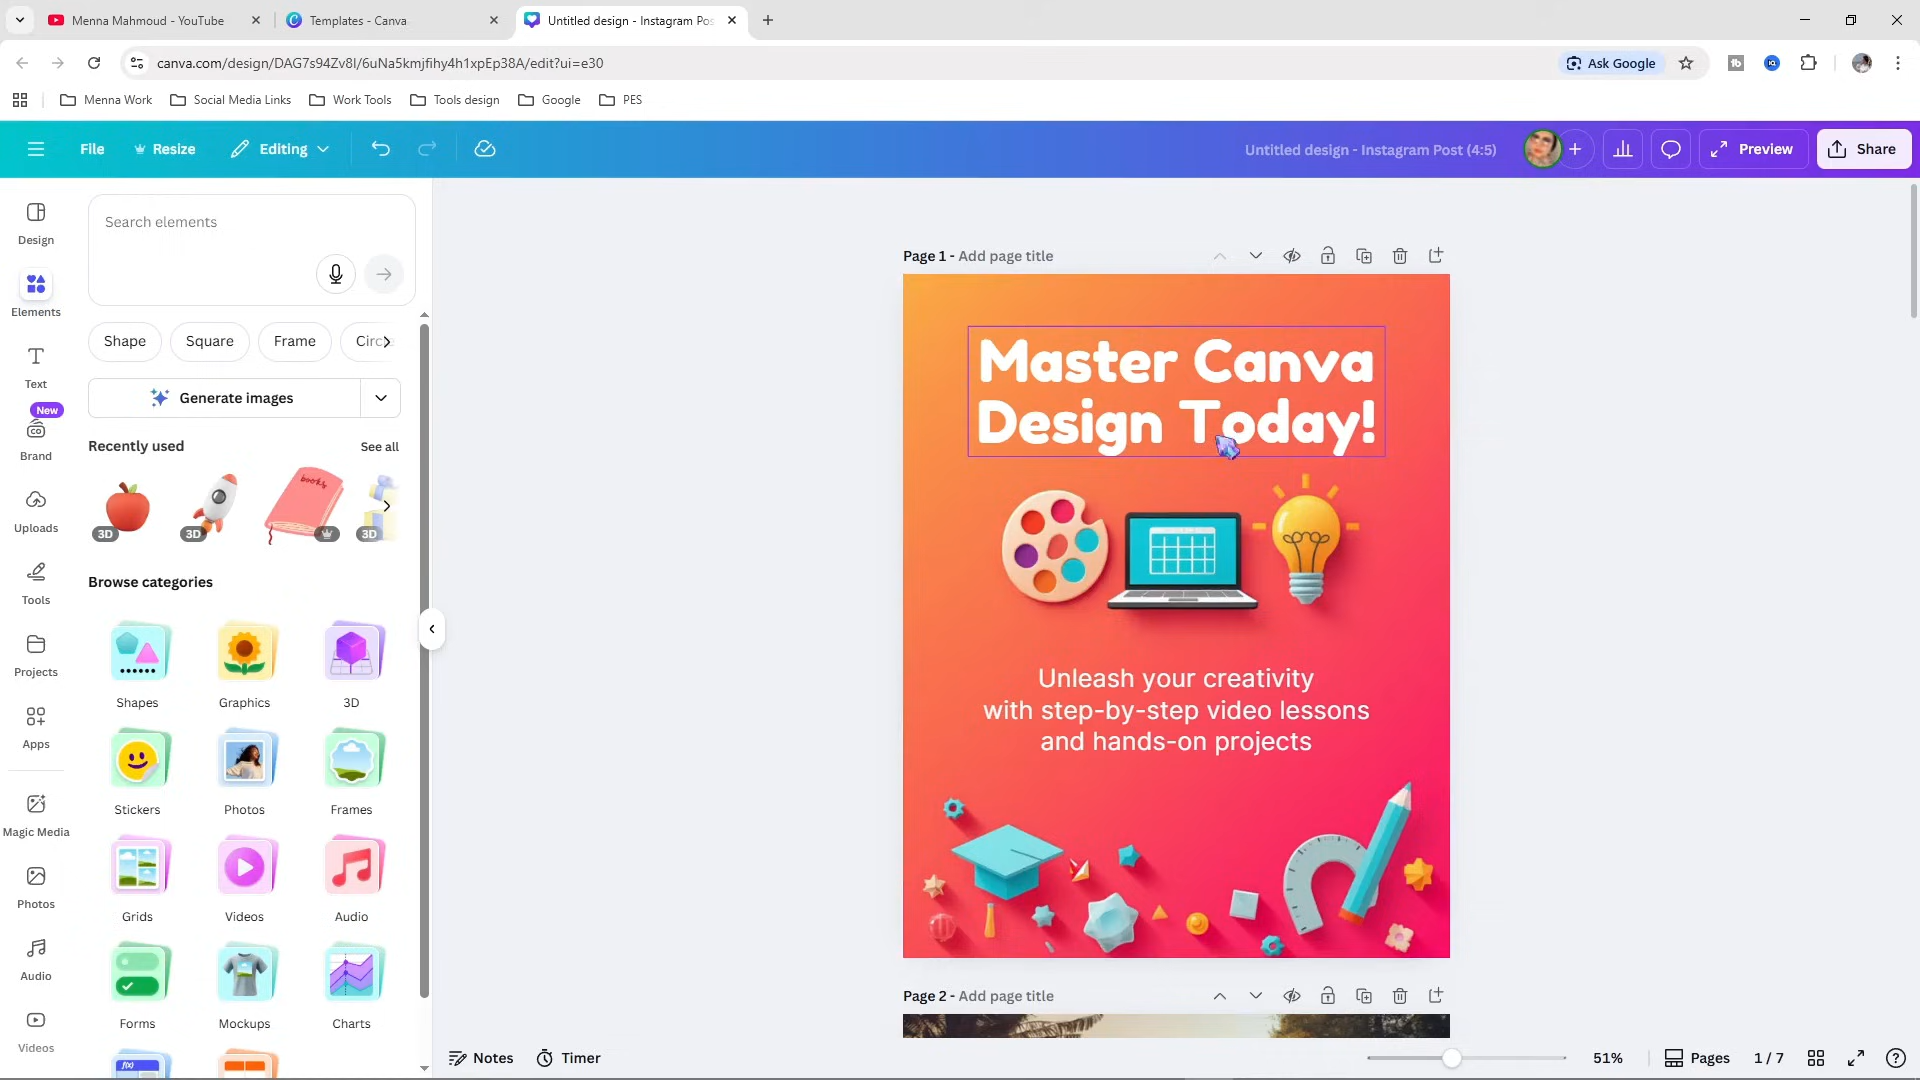 Menna Mahmoud - YouTube
Templates - Canva
Untitled design - Instagram Pos
canva.com/design/DAG7s94Zv8I/6uNa5kmjfihy4h1xpEp38A/edit?ui=e30
Ask Google
Menna Work
Social Media Links
Work Tools
Tools design
Google
PES
File
Resize
Editing
Untitled design - Instagram Post (4:5)
Preview
Share
Design
Elements
Text
New
Brand
Uploads
Tools
Projects
Apps
Magic Media
Photos
Audio
Videos
Search elements
Shape
Square
Frame
Circ
Generate images
Recently used
See all
3D
3D
3D
Browse categories
Shapes
Graphics
3D
Stickers
Photos
Frames
Grids
Videos
Audio
Forms
Mockups
Charts
f(x)
Page 1 - Add page title
Master Canva
Design Today!
Unleash your creativity
with step-by-step video lessons
and hands-on projects
Page 2 - Add page title
Notes
Timer
51%
Pages
1 / 7